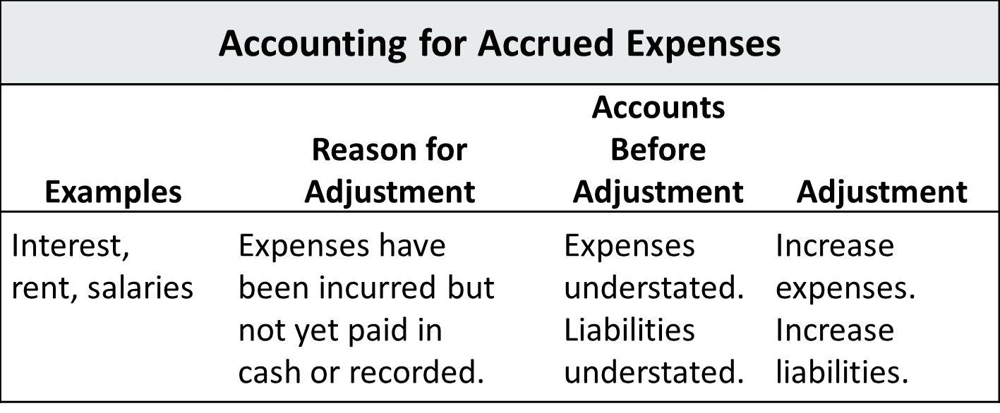 Accounting for Accrued Expenses
Examples
Reason for
Adjustment
Accounts
Before
Adjustment
Adjustment
Interest,
rent, salaries
Expenses have
been incurred but
not yet paid in
cash or recorded.
Expenses
understated.
Liabilities
understated.
Increase
expenses.
Increase
liabilities.